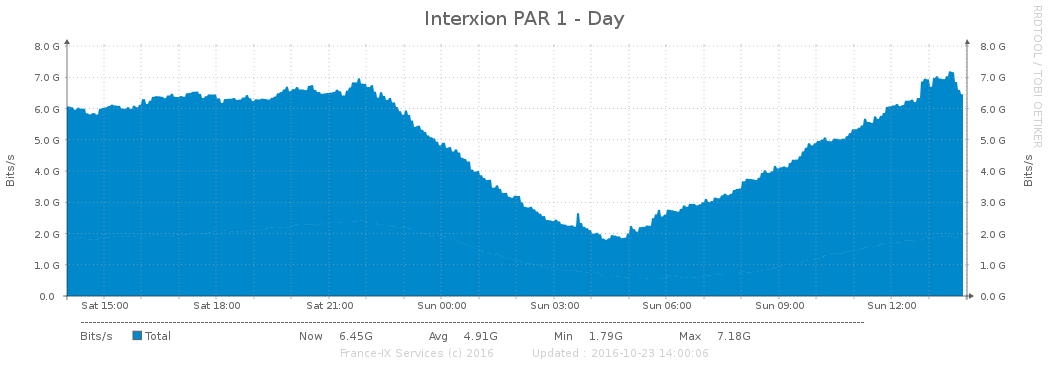 Interxion PAR 1 - Day
RRDTOOL / TOBI OETIKER
8.0 G 8.0 G
7.0 G 7.0 G
6.0 G 6.0 G
5.0 G 5.0 G
4.0 G 4.0 G
3.0 G 3.0 G
2.0 G 2.0 G
1.0 G 1.0 G
0.0 0.0 G
Bits/s
Bits/s
Sat 15:00 Sat 18:00 Sat 21:00 Sun 00:00 Sun 03:00 Sun 06:00 Sun 09:00 Sun 12:00
Bits/s Total Now 6.45G Avg 4.91G Min 1.79G Max 7.18G
France-IX Services (c) 2016 Updated : 2016-10-23 14:00:06